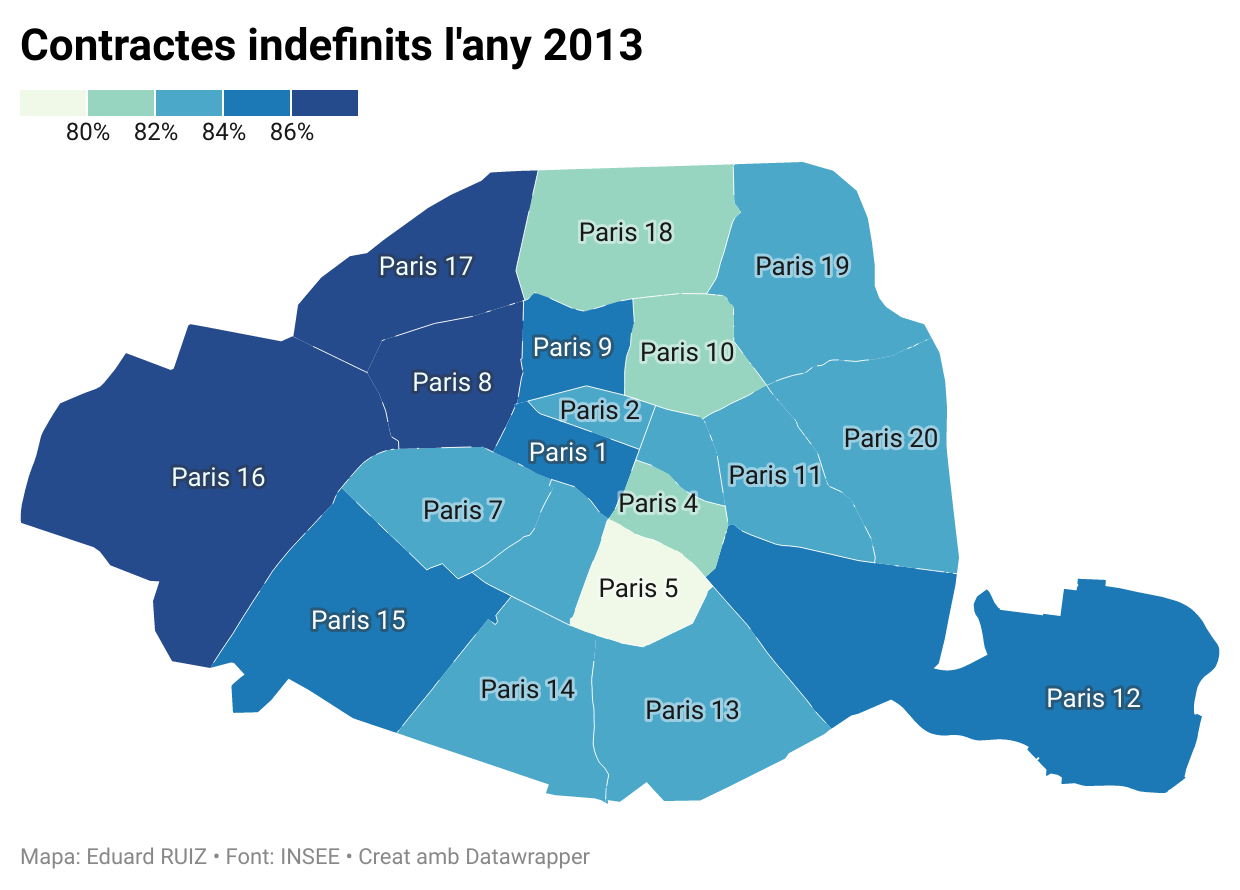 Contractes indefinits l'any 2013
80% 82% 84% 86%
Paris 18
Paris 17
Paris 19
Paris 9
Paris 10
Paris 8
Paris 2
Paris 20
Paris 1
Paris 16
Paris 11
Paris 4
Paris 7
Paris 5
Paris 15
Paris 14
Paris 12
Paris 13
Mapa: Eduard RUIZ • Font: INSEE • Creat amb Datawrapper